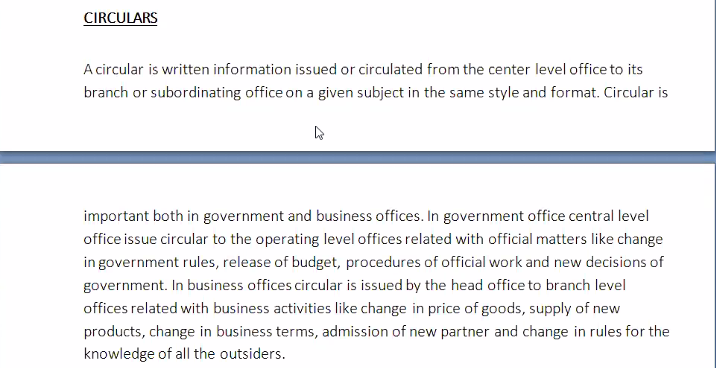 CIRCULARS
A circular is written information issued or circulated from the center level office to its
branch or subordinating office on a given subject in the same style and format. Circular is
important both in government and business offices. In government office central level
office issue circular to the operating level offices related with official matters like change
in government rules, release of budget, procedures of official work and new decisions of
government. In business offices circular is issued by the head office to branch level
offices related with business activities like change in price of goods, supply of new
products, change in business terms, admission of new partner and change in rules for the
knowledge of all the outsiders.